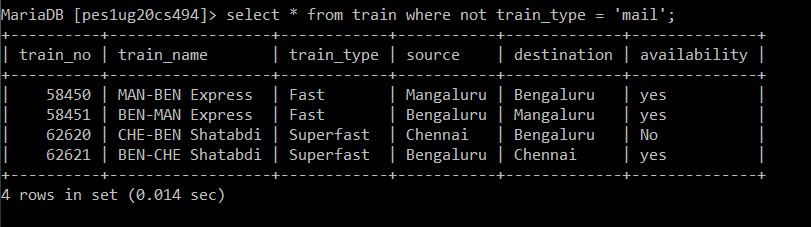 MariaDB [pes1ug20cs494]> select * from train where not train_type = 'mail';
+----------+------------------+------------+-----------+-------------+--------------+
| train_no | train_name       | train_type | source    | destination | availability |
+----------+------------------+------------+-----------+-------------+--------------+
|    58450 | MAN-BEN Express  | Fast       | Mangaluru | Bengaluru   | yes          |
|    58451 | BEN-MAN Express  | Fast       | Bengaluru | Mangaluru   | yes          |
|    62620 | CHE-BEN Shatabdi | Superfast  | Chennai   | Bengaluru   | No           |
|    62621 | BEN-CHE Shatabdi | Superfast  | Bengaluru | Chennai     | yes          |
+----------+------------------+------------+-----------+-------------+--------------+
4 rows in set (0.014 sec)